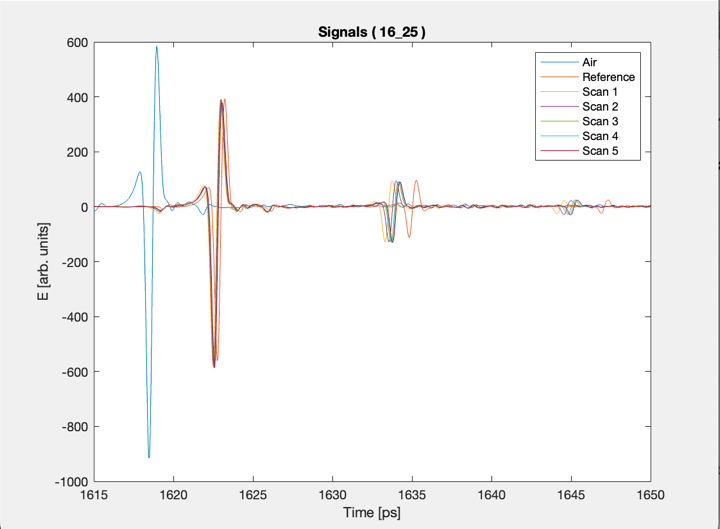 Signals ( 16_25 )
Air
Reference
Scan 1
Scan 2
Scan 3
Scan 4
Scan 5
600
400
200
0
-200
-400
-600
-800
-1000
E [arb. units]
1615 1620 1625 1630 1635 1640 1645 1650
Time [ps]